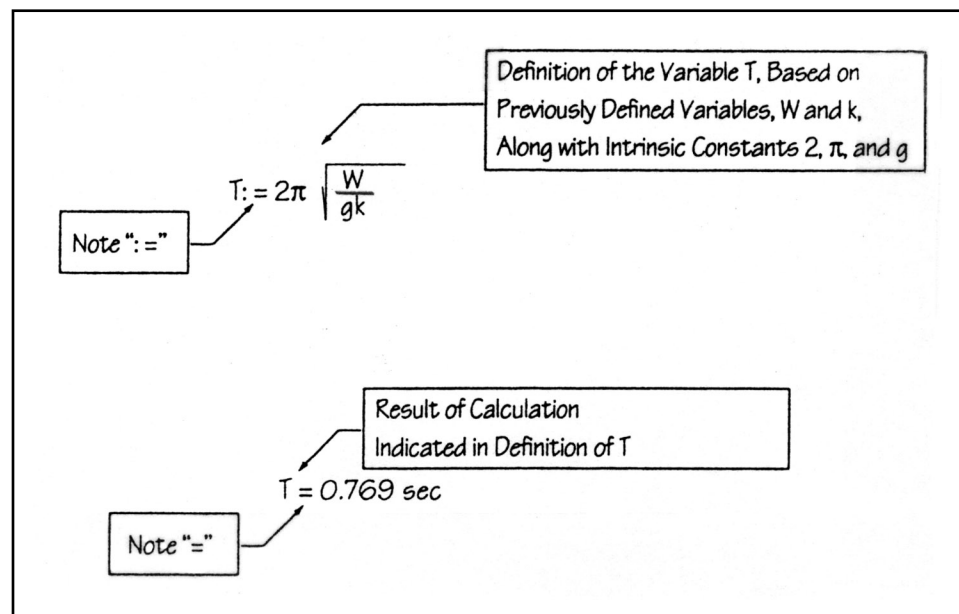 Definition of the Variable T, Based on
Previously Defined Variables, W and k,
Along with Intrinsic Constants 2, π, and g
T: = 2π √(W/gk)
Note “: =”
Result of Calculation
Indicated in Definition of T
T = 0.769 sec
Note “=”